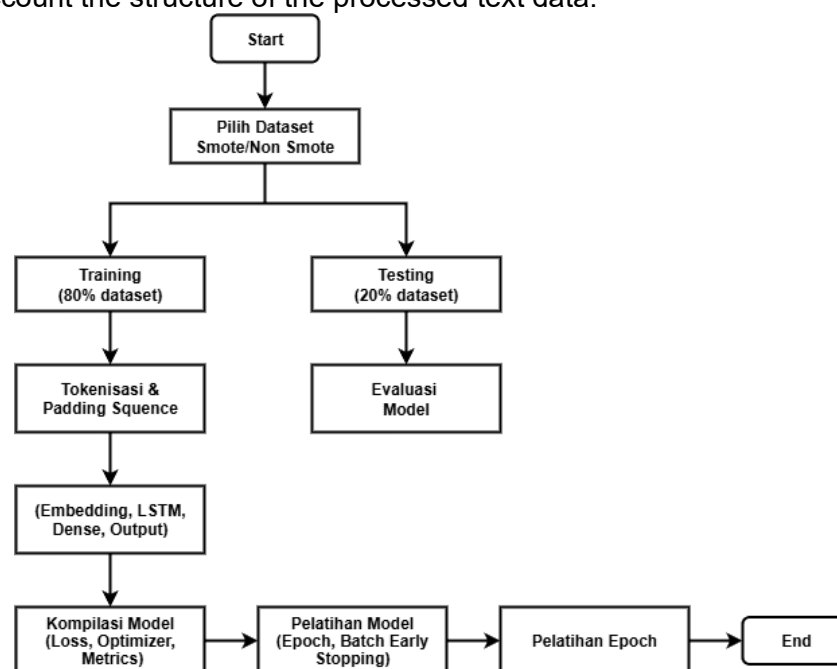 count the structure of the processed text data.
Start
Pilih Dataset
Smote/Non Smote
Training
(80% dataset)
Testing
(20% dataset)
Tokenisasi &
Padding Squence
Evaluasi
Model
(Embedding, LSTM,
Dense, Output)
Kompilasi Model
(Loss, Optimizer,
Metrics)
Pelatihan Model
(Epoch, Batch Early
Stopping)
Pelatihan Epoch
End